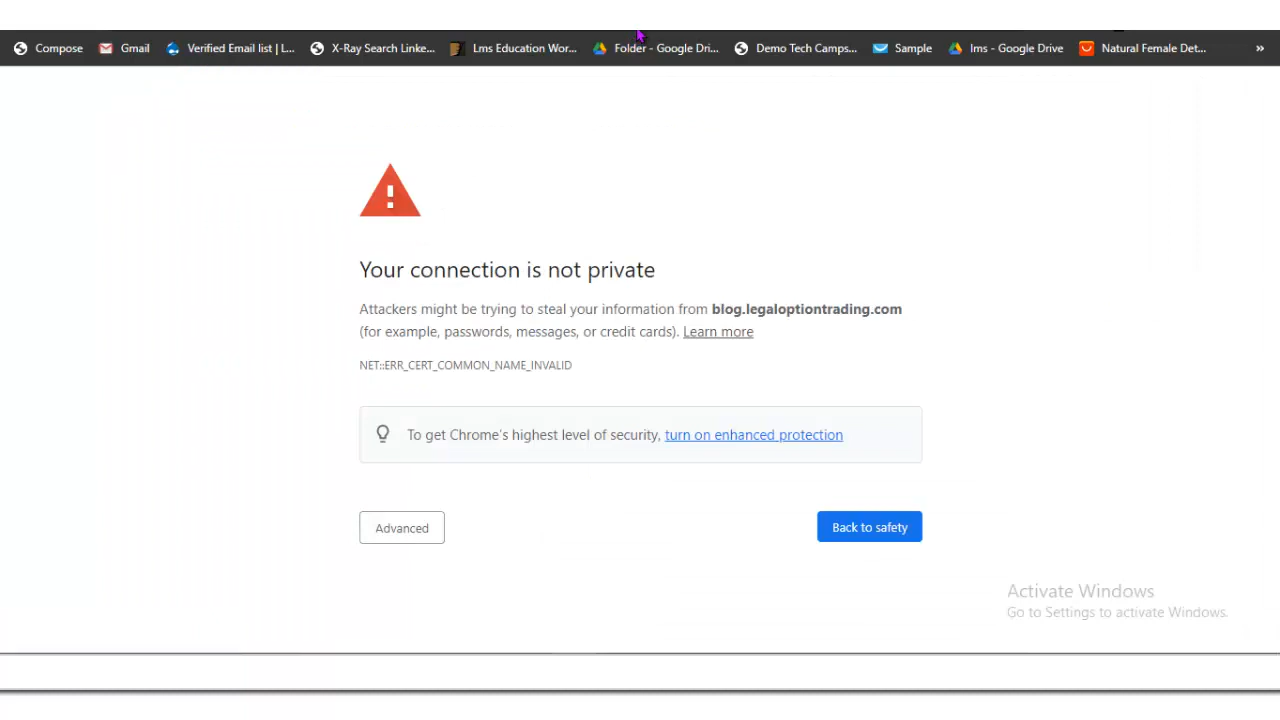 Compose Gmail Verified Email list | L... X-Ray Search Linke... Lms Education Wor... Folder - Google Dri... Demo Tech Camps... Sample lms - Google Drive Natural Female Det... »
Your connection is not private
Attackers might be trying to steal your information from blog.legaloptiontrading.com
(for example, passwords, messages, or credit cards). Learn more
NET::ERR_CERT_COMMON_NAME_INVALID
To get Chrome's highest level of security, turn on enhanced protection
Advanced Back to safety
Activate Windows
Go to Settings to activate Windows.